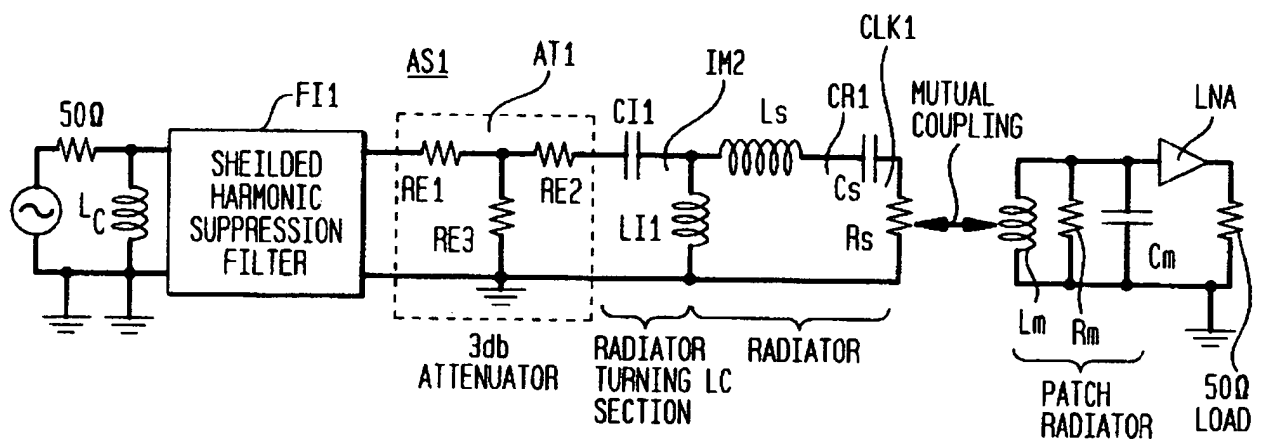 50Ω
FI1
AS1
AT1
IM2
CLK1
CI1
Ls
CR1
MUTUAL
COUPLING
LNA
SHEILDED
HARMONIC
SUPPRESSION
FILTER
LC
RE1
RE2
RE3
LI1
Cs
Rs
Cm
Lm
Rm
3db
ATTENUATOR
RADIATOR
TURNING LC
SECTION
RADIATOR
PATCH
RADIATOR
50Ω
LOAD